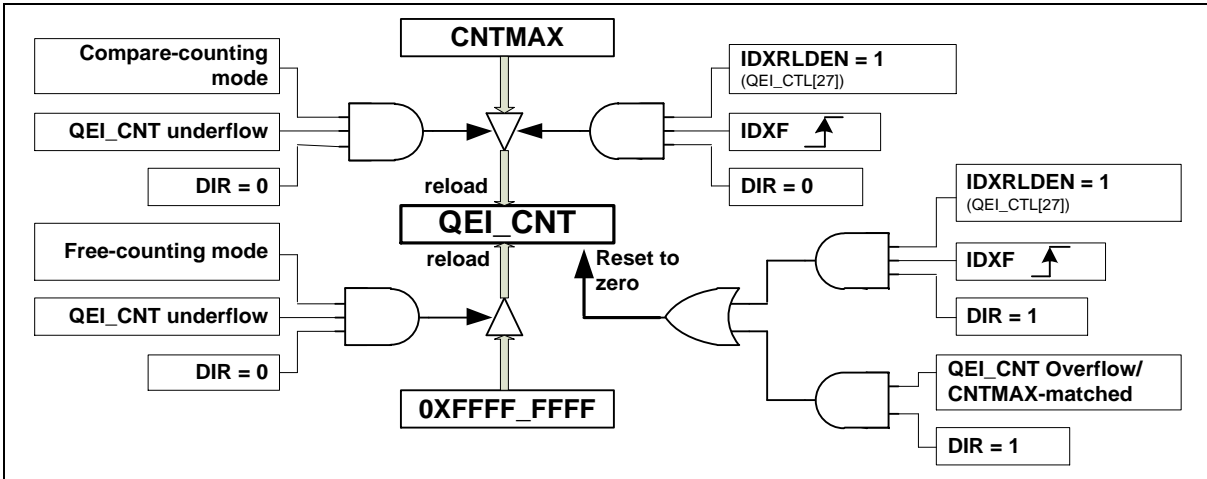 CNTMAX
Compare-counting
mode
QEI_CNT underflow
DIR = 0
IDXRLDEN = 1
(QEI_CTL[27])
IDXF
DIR = 0
reload
QEI_CNT
reload
Reset to
zero
Free-counting mode
QEI_CNT underflow
DIR = 0
0XFFFF_FFFF
IDXRLDEN = 1
(QEI_CTL[27])
IDXF
DIR = 1
QEI_CNT Overflow/
CNTMAX-matched
DIR = 1